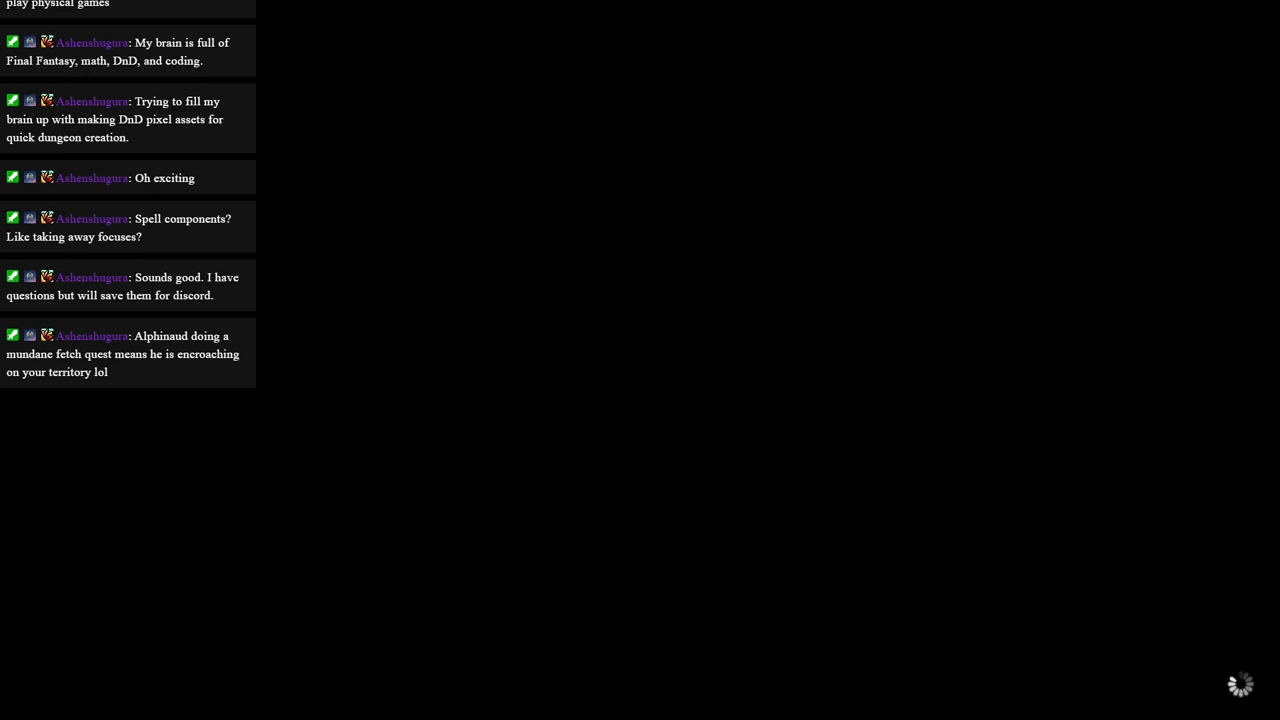 play physical games
Ashenshugura: My brain is full of
Final Fantasy, math, DnD, and coding.
Ashenshugura: Trying to fill my
brain up with making DnD pixel assets for
quick dungeon creation.
Ashenshugura: Oh exciting
Ashenshugura: Spell components?
Like taking away focuses?
Ashenshugura: Sounds good. I have
questions but will save them for discord.
Ashenshugura: Alphinaud doing a
mundane fetch quest means he is encroaching
on your territory lol